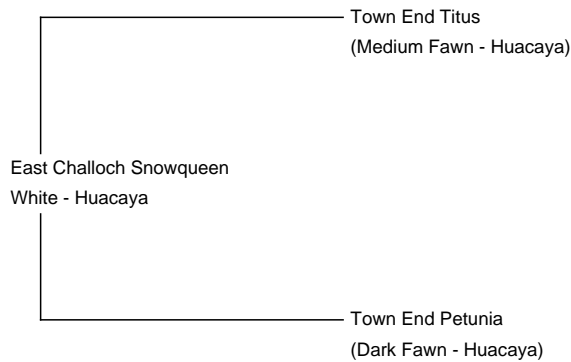 Town End Titus
(Medium Fawn - Huacaya)
East Challoch Snowqueen
White - Huacaya
Town End Petunia
(Dark Fawn - Huacaya)